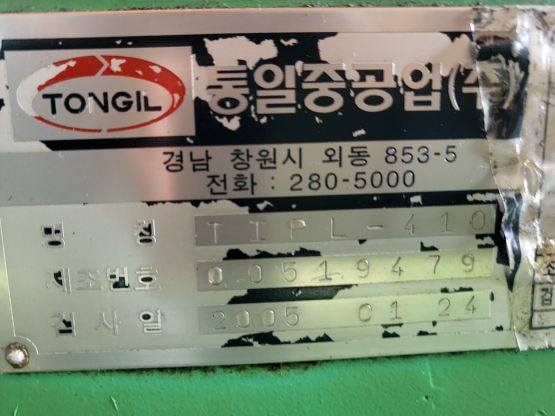 TONGIL 통일중공업(주)
경남 창원시 외동 853-5
전화 : 280-5000
명 칭 TIPL-410
제조번호 00519479
검사일 2005 01 24